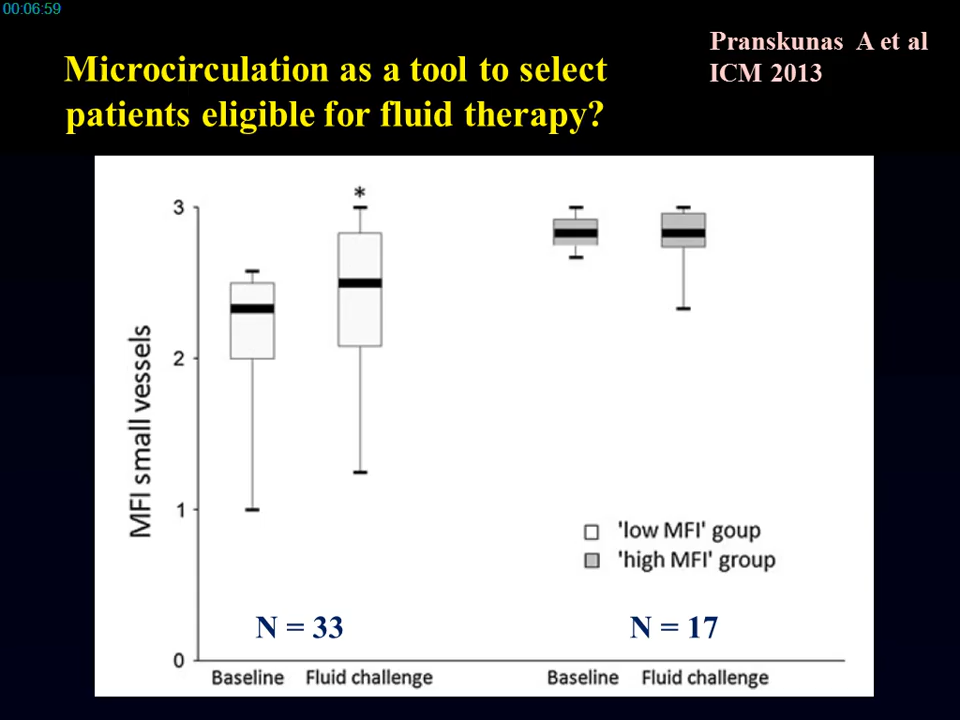 00:06:59
Pranskunas A et al
ICM 2013
Microcirculation as a tool to select
patients eligible for fluid therapy?
*
3
2
1
0
MFI small vessels
'low MFI' goup
'high MFI' group
N = 33
N = 17
Baseline
Fluid challenge
Baseline
Fluid challenge